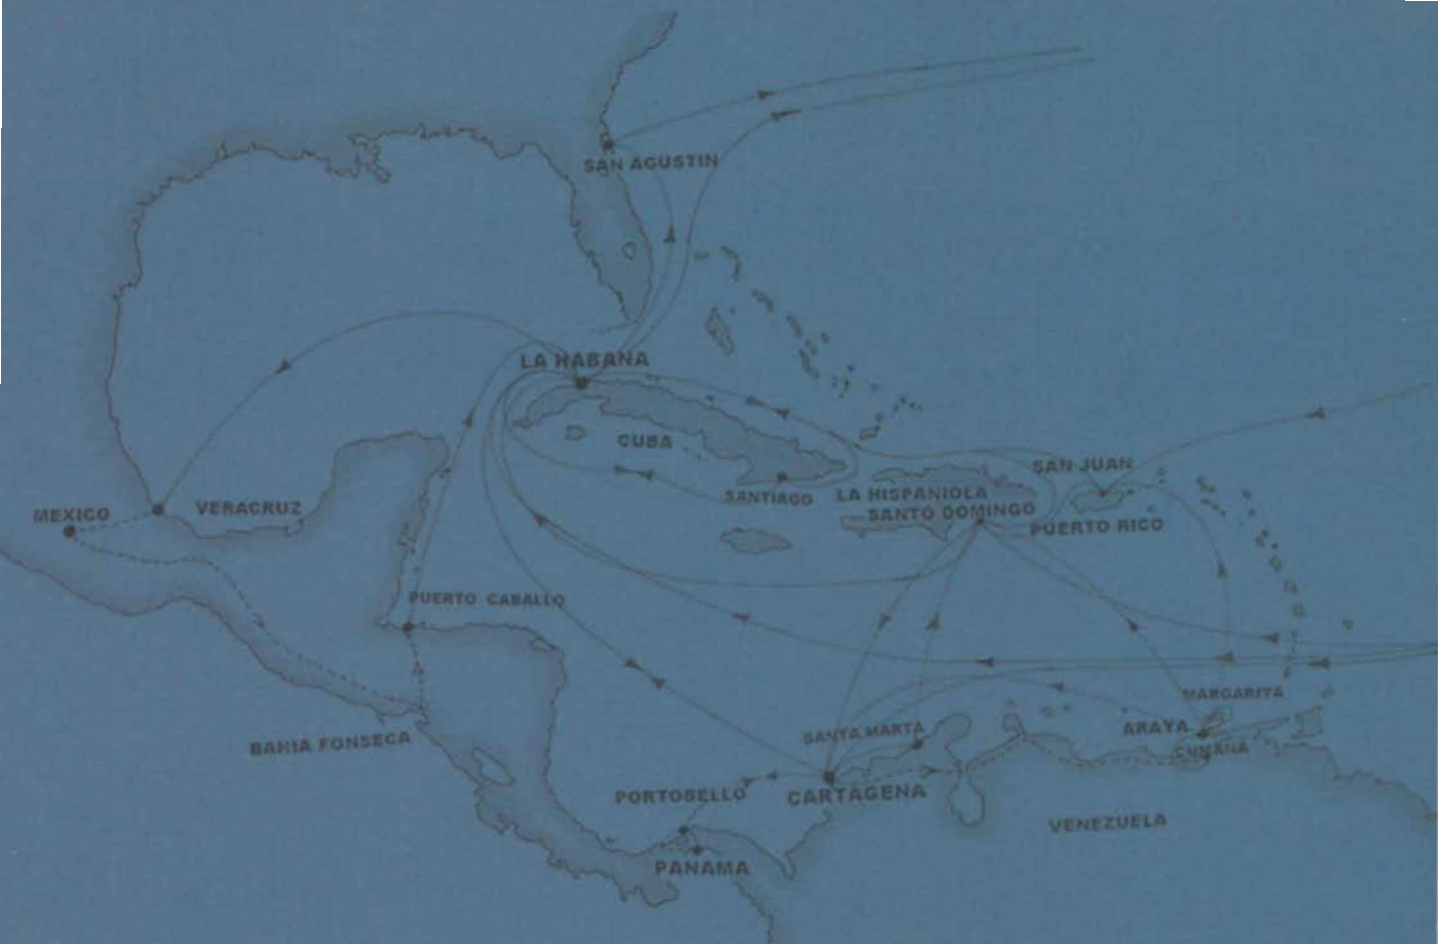 SAN AGUSTIN
LA HABANA
CUBA
SANTIAGO
SAN JUAN
LA HISPANIOLA
SANTO DOMINGO
PUERTO RICO
MEXICO
VERACRUZ
PUERTO CABALLO
MARGARITA
ARAYA
CUMANA
SANTA MARTA
BAHIA FONSECA
PORTOBELLO
CARTAGENA
VENEZUELA
PANAMA